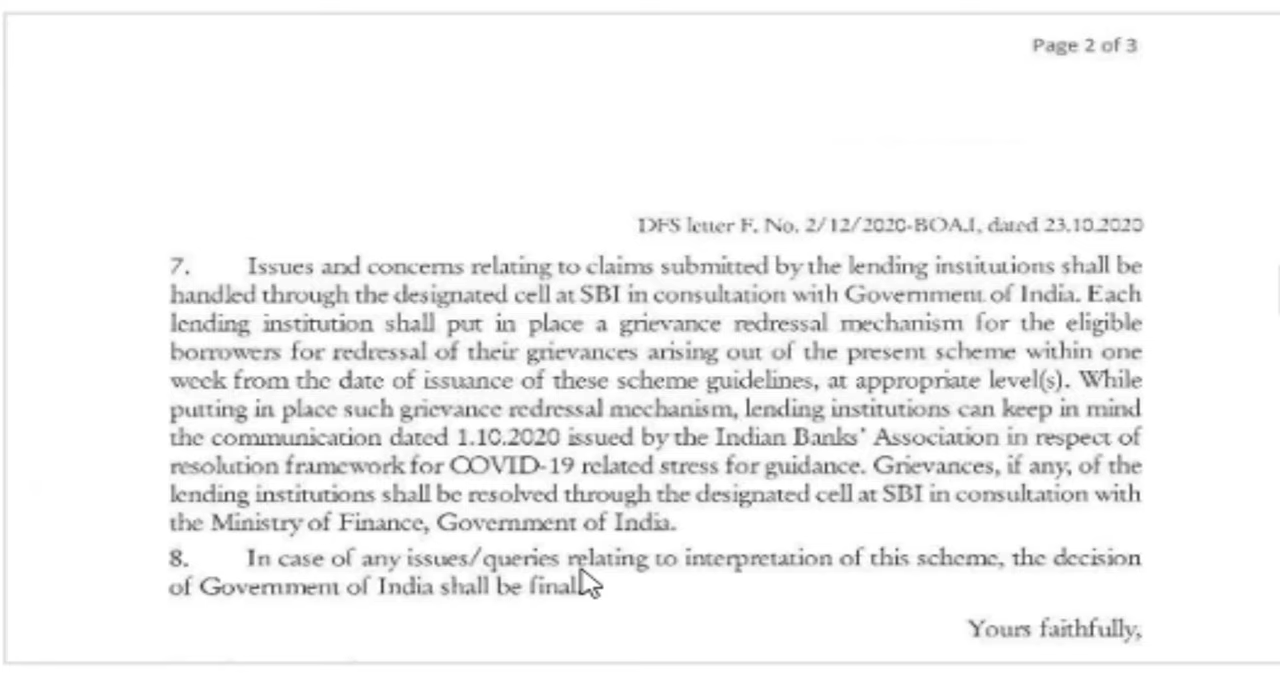 Page 2 of 3
DFS letter F. No. 2/12/2020-BOA.I, dated 23.10.2020
7. Issues and concerns relating to claims submitted by the lending institutions shall be
handled through the designated cell at SBI in consultation with Government of India. Each
lending institution shall put in place a grievance redressal mechanism for the eligible
borrowers for redressal of their grievances arising out of the present scheme within one
week from the date of issuance of these scheme guidelines, at appropriate level(s). While
putting in place such grievance redressal mechanism, lending institutions can keep in mind
the communication dated 1.10.2020 issued by the Indian Banks' Association in respect of
resolution framework for COVID-19 related stress for guidance. Grievances, if any, of the
lending institutions shall be resolved through the designated cell at SBI in consultation with
the Ministry of Finance, Government of India.
8. In case of any issues/queries relating to interpretation of this scheme, the decision
of Government of India shall be final.
Yours faithfully,